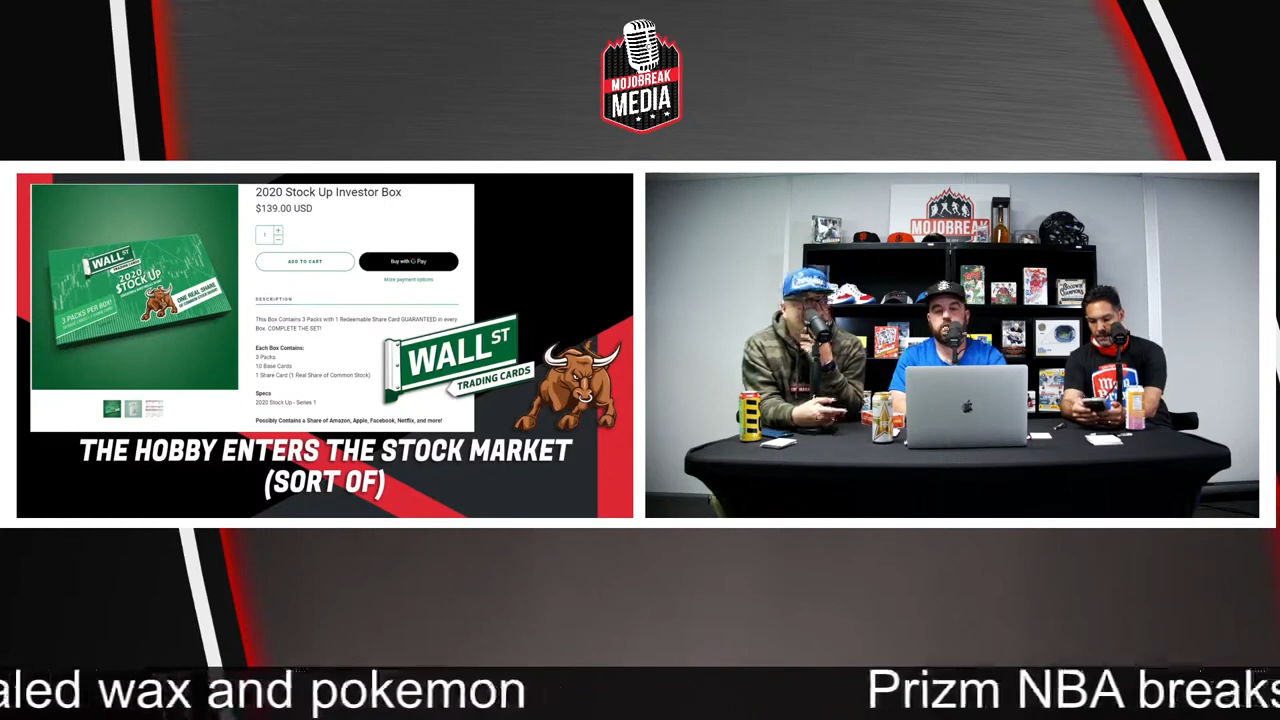 MOJOBREAK
MEDIA
2020 Stock Up Investor Box
$139.00 USD
1
+
−
ADD TO CART
Buy with G Pay
More payment options
DESCRIPTION
This Box Contains 3 Packs with 1 Redeemable Share Card GUARANTEED in every
Box. COMPLETE THE SET!
Each Box Contains:
3 Packs
10 Base Cards
1 Share Card (1 Real Share of Common Stock)
Specs
2020 Stock Up - Series 1
Possibly Contains a Share of Amazon, Apple, Facebook, Netflix, and more!
WALL ST
2020
STOCK UP
3 PACKS PER BOX!
ONE REAL SHARE
WALL ST
TRADING CARDS
THE HOBBY ENTERS THE STOCK MARKET
(SORT OF)
MOJOBREAK
GOODWIN
CHAMPIONS
aled wax and pokemon
Prizm NBA breaks